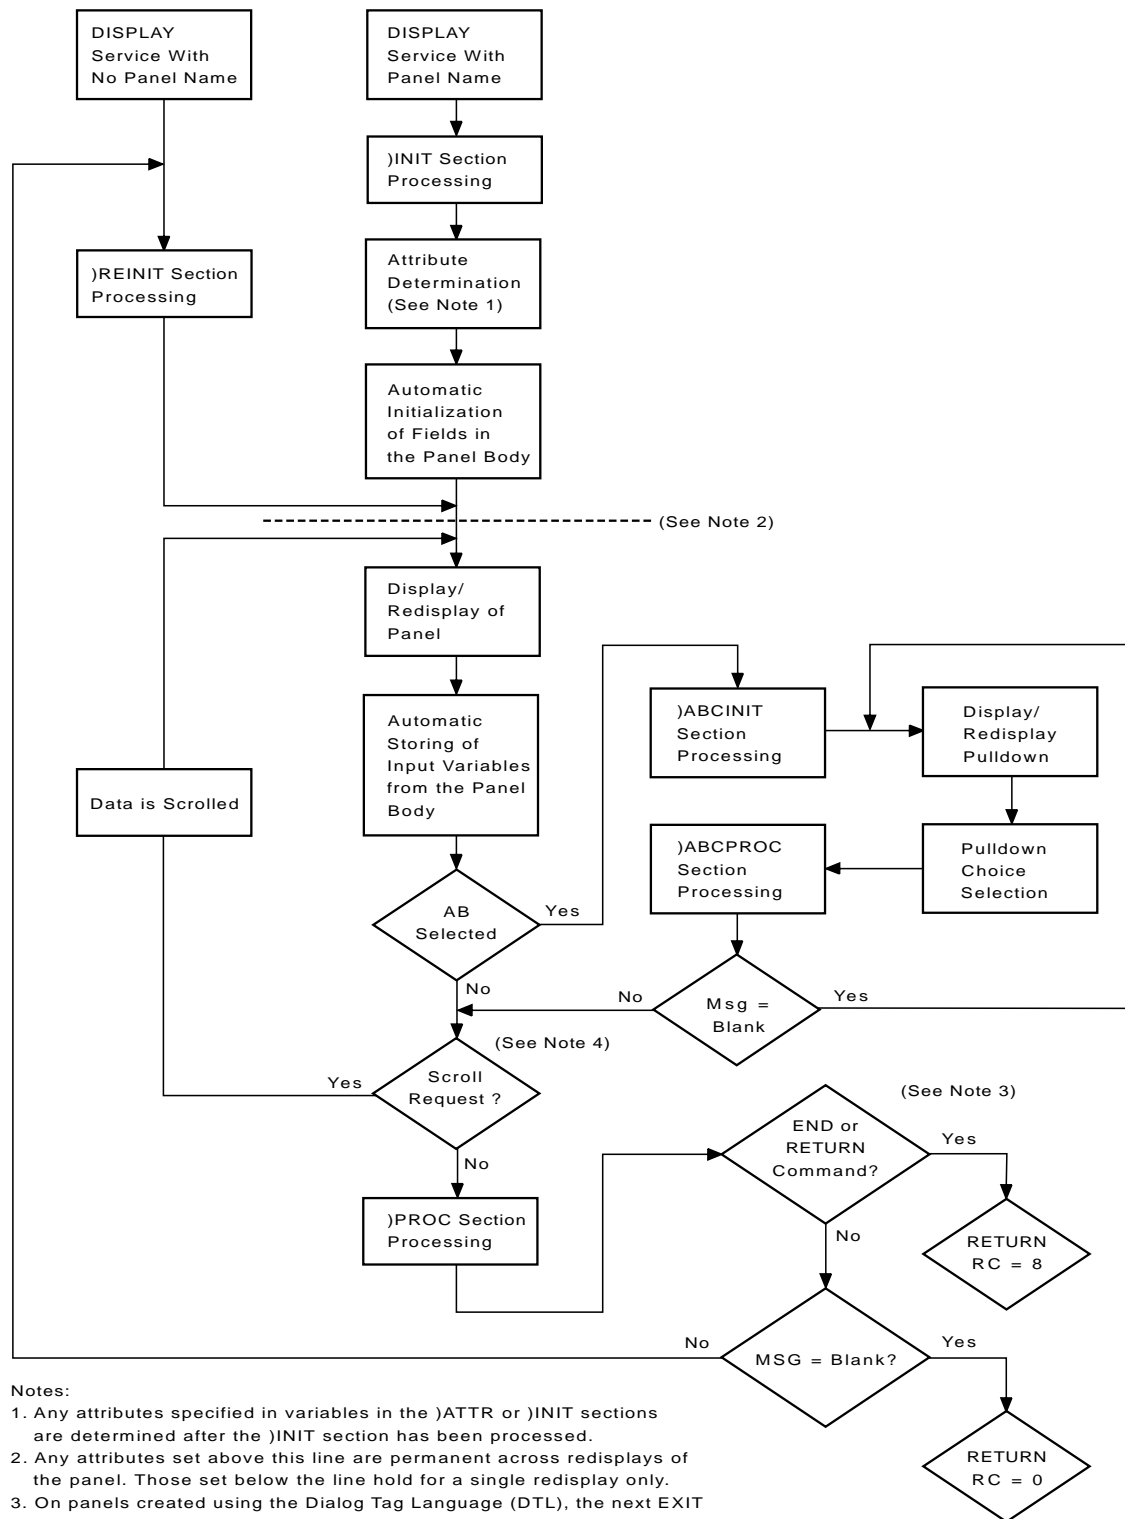 DISPLAY
Service With
No Panel Name
DISPLAY
Service With
Panel Name
)INIT Section
Processing
)REINIT Section
Processing
Attribute
Determination
(See Note 1)
Automatic
Initialization
of Fields in
the Panel Body
(See Note 2)
Display/
Redisplay of
Panel
Automatic
Storing of
Input Variables
from the Panel
Body
Data is Scrolled
)ABCINIT
Section
Processing
Display/
Redisplay
Pulldown
)ABCPROC
Section
Processing
Pulldown
Choice
Selection
AB
Selected
Yes
No
Msg =
Blank
No
Yes
(See Note 4)
Scroll
Request ?
Yes
No
)PROC Section
Processing
(See Note 3)
END or
RETURN
Command?
Yes
No
RETURN
RC = 8
MSG = Blank?
No
Yes
RETURN
RC = 0
Notes:
1. Any attributes specified in variables in the )ATTR or )INIT sections
are determined after the )INIT section has been processed.
2. Any attributes set above this line are permanent across redisplays of
the panel. Those set below the line hold for a single redisplay only.
3. On panels created using the Dialog Tag Language (DTL), the next EXIT